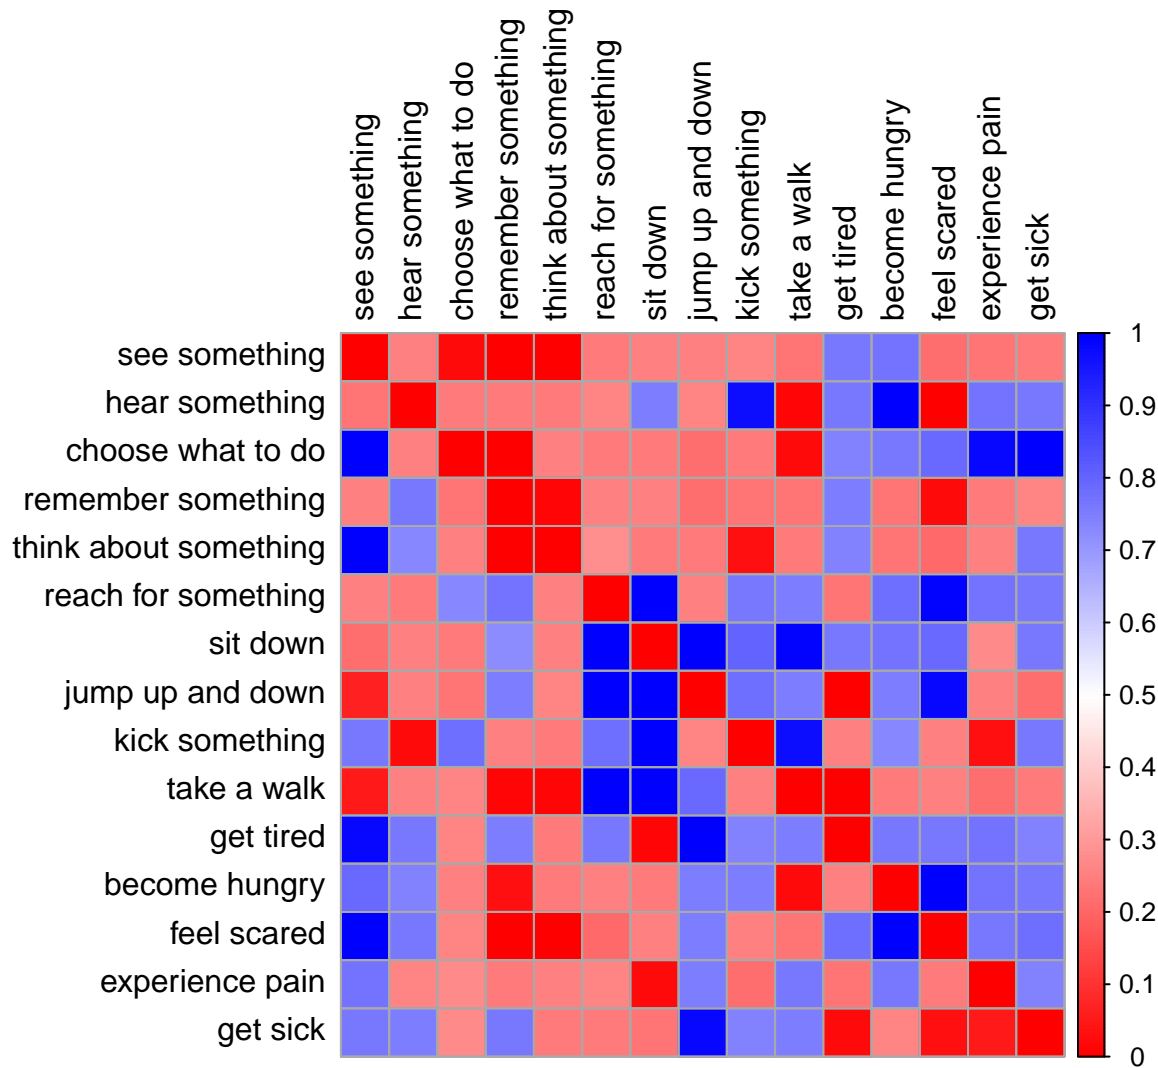 see something
hear something
choose what to do
remember something
think about something
reach for something
sit down
jump up and down
kick something
take a walk
get tired
become hungry
feel scared
experience pain
get sick
see something
hear something
choose what to do
remember something
think about something
reach for something
sit down
jump up and down
kick something
take a walk
get tired
become hungry
feel scared
experience pain
get sick
1
0.9
0.8
0.7
0.6
0.5
0.4
0.3
0.2
0.1
0